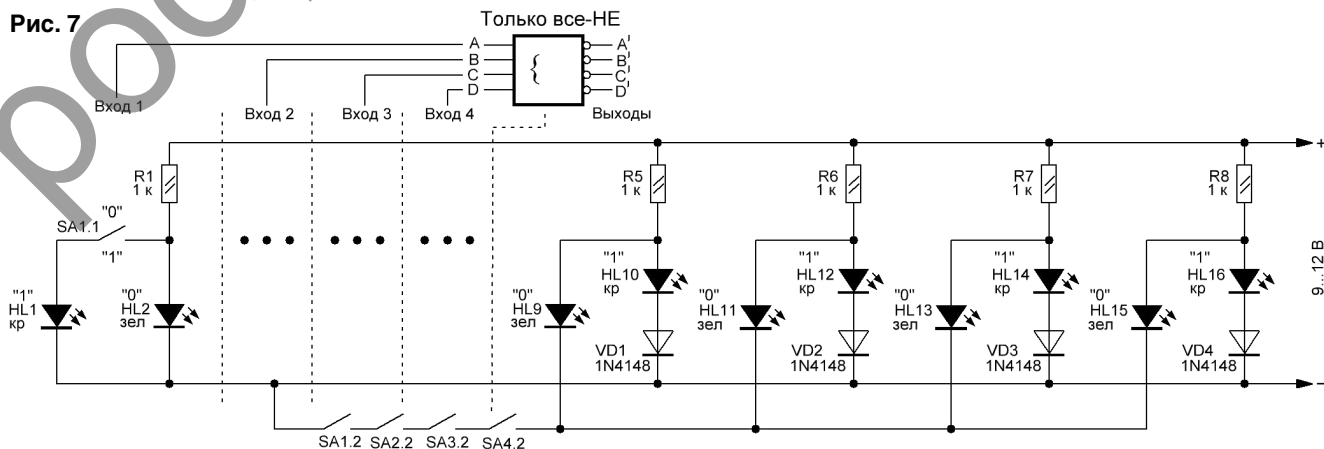 Рис. 7
Только все-НЕ
A
B
C
D
{
A'
B'
C'
D'
Вход 1
Вход 2
Вход 3
Вход 4
Выходы
+
R1
1 к
R5
1 к
R6
1 к
R7
1 к
R8
1 к
"0"
SA1.1
"1"
"1"
HL1
кр
"0"
HL2
зел
"0"
HL9
зел
"1"
HL10
кр
"0"
HL11
зел
"1"
HL12
кр
"0"
HL13
зел
"1"
HL14
кр
"0"
HL15
зел
"1"
HL16
кр
9...12 В
VD1
1N4148
VD2
1N4148
VD3
1N4148
VD4
1N4148
–
SA1.2
SA2.2
SA3.2
SA4.2